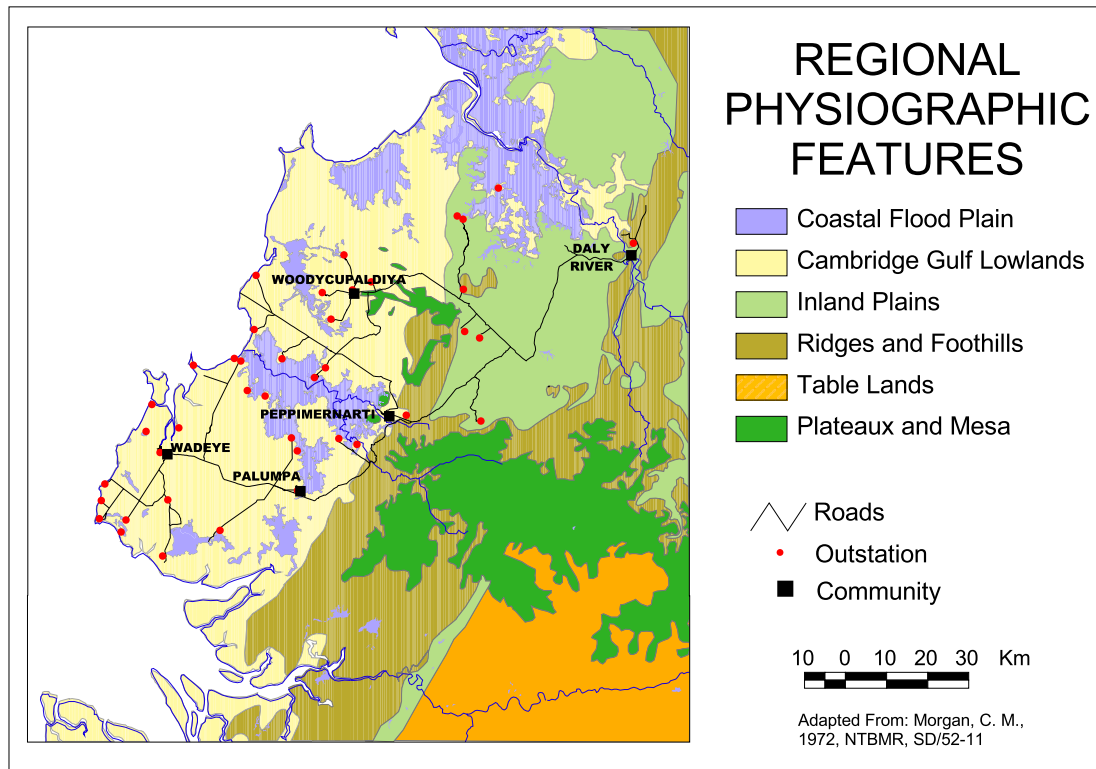 REGIONAL
PHYSIOGRAPHIC
FEATURES
Coastal Flood Plain
Cambridge Gulf Lowlands
Inland Plains
Ridges and Foothills
Table Lands
Plateaux and Mesa
Roads
Outstation
Community
10 0 10 20 30 Km
Adapted From: Morgan, C. M.,
1972, NTBMR, SD/52-11
DALY
RIVER
WOODYCUPALDIYA
PEPPIMERNARTI
WADEYE
PALUMPA